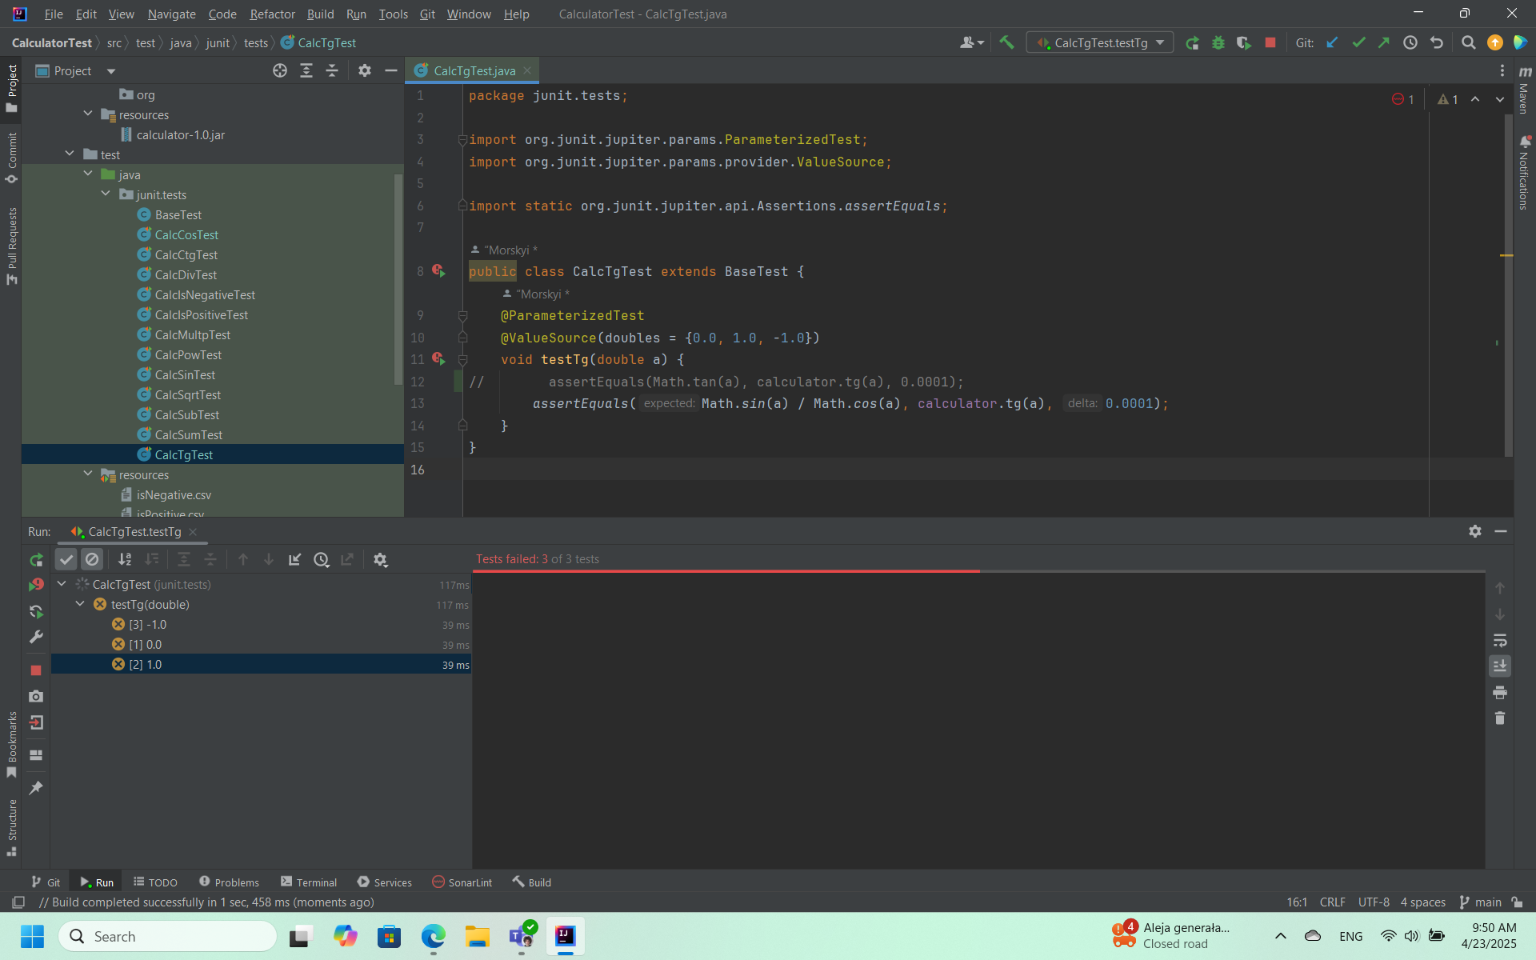 File Edit View Navigate Code Refactor Build Run Tools Git Window Help CalculatorTest - CalcTgTest.java
CalculatorTest src test java junit tests CalcTgTest
CalcTgTest.testTg
Git:
Project
Project
CalcTgTest.java
org
resources
calculator-1.0.jar
test
java
junit.tests
BaseTest
CalcCosTest
CalcCtgTest
CalcDivTest
CalcIsNegativeTest
CalcIsPositiveTest
CalcMultpTest
CalcPowTest
CalcSinTest
CalcSqrtTest
CalcSubTest
CalcSumTest
CalcTgTest
resources
isNegative.csv
isPositive.csv
Commit
Pull Requests
Bookmarks
Structure
1 package junit.tests;
2
3 import org.junit.jupiter.params.ParameterizedTest;
4 import org.junit.jupiter.params.provider.ValueSource;
5
6 import static org.junit.jupiter.api.Assertions.assertEquals;
7
"Morskyi *
8 public class CalcTgTest extends BaseTest {
"Morskyi *
9 @ParameterizedTest
10 @ValueSource(doubles = {0.0, 1.0, -1.0})
11 void testTg(double a) {
12 // assertEquals(Math.tan(a), calculator.tg(a), 0.0001);
13 assertEquals( expected: Math.sin(a) / Math.cos(a), calculator.tg(a), delta: 0.0001);
14 }
15 }
16
1 1
m
Maven
Notifications
Run: CalcTgTest.testTg
Tests failed: 3 of 3 tests
CalcTgTest (junit.tests) 117ms
testTg(double) 117 ms
[3] -1.0 39 ms
[1] 0.0 39 ms
[2] 1.0 39 ms
Git Run TODO Problems Terminal Services SonarLint Build
// Build completed successfully in 1 sec, 458 ms (moments ago)
16:1 CRLF UTF-8 4 spaces main
Search
4
Aleja generała...
Closed road
ENG
9:50 AM
4/23/2025